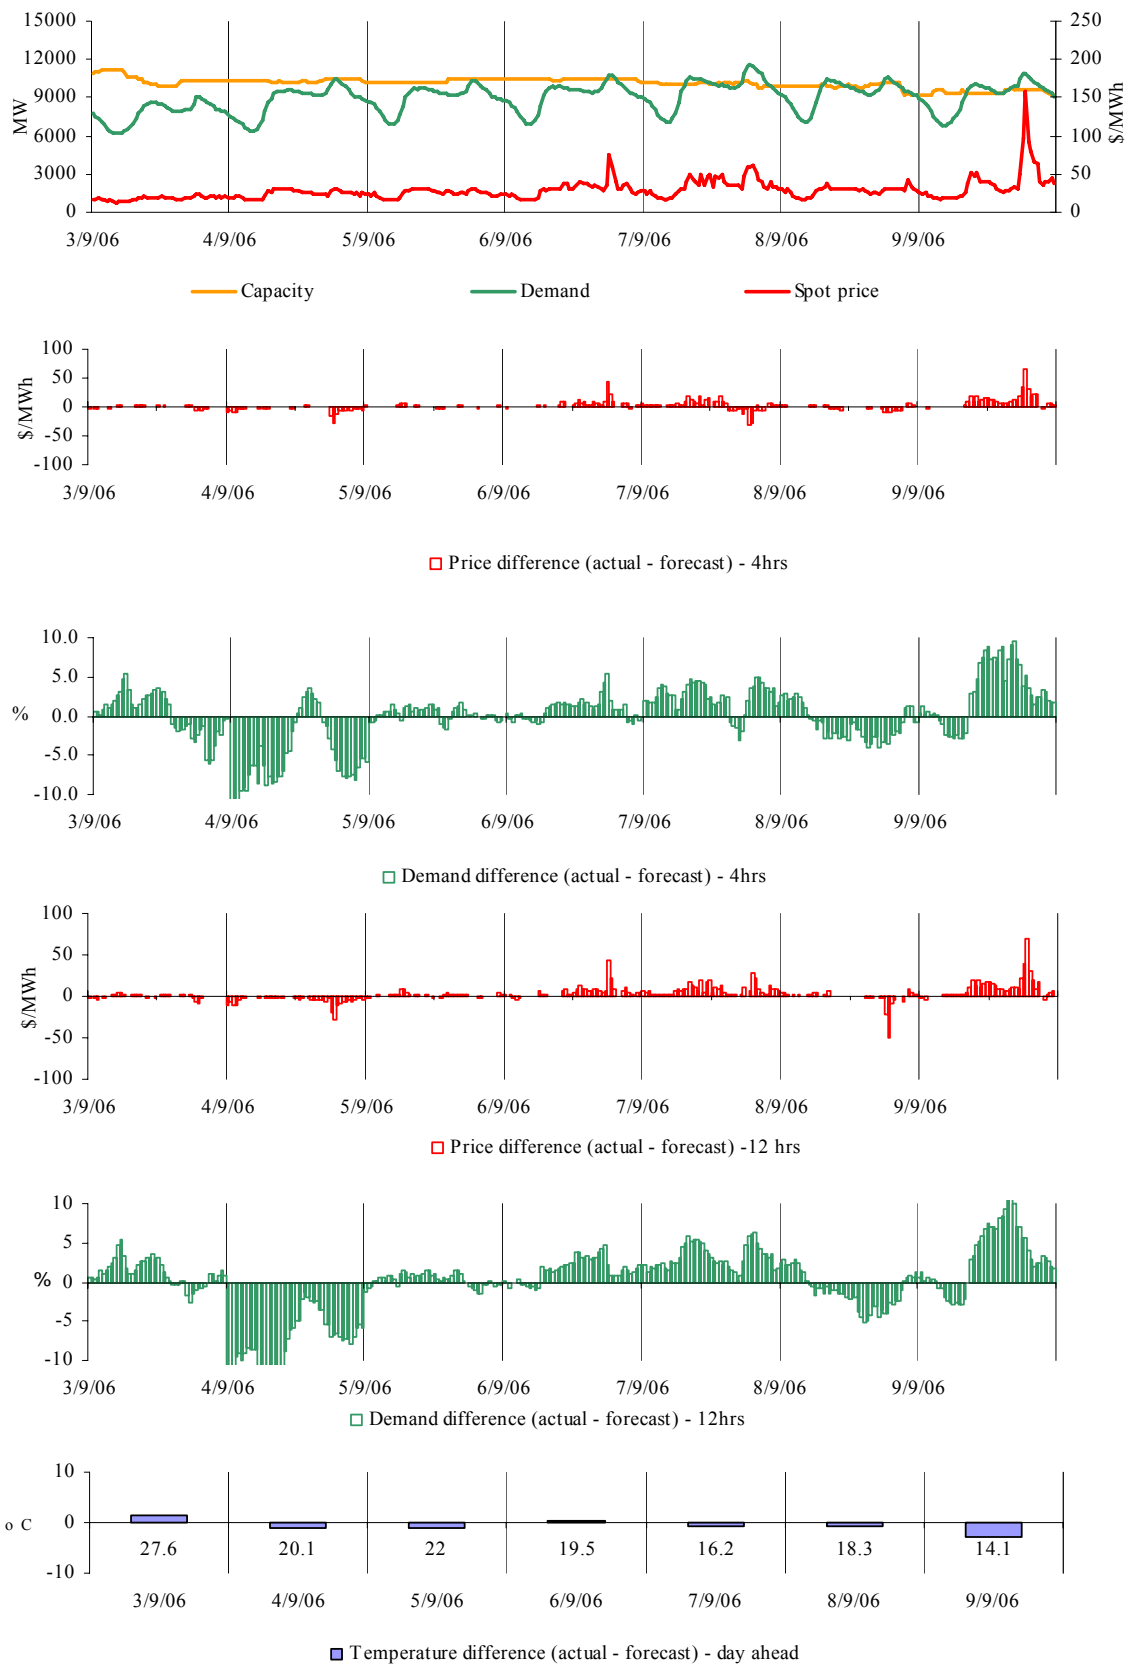 15000 250
12000 200
9000 150
6000 100
3000 50
0 0
MW
$/MWh
3/9/06 4/9/06 5/9/06 6/9/06 7/9/06 8/9/06 9/9/06
Capacity Demand Spot price
100
50
0
-50
-100
$/MWh
3/9/06 4/9/06 5/9/06 6/9/06 7/9/06 8/9/06 9/9/06
Price difference (actual - forecast) - 4hrs
10.0
5.0
0.0
-5.0
-10.0
%
3/9/06 4/9/06 5/9/06 6/9/06 7/9/06 8/9/06 9/9/06
Demand difference (actual - forecast) - 4hrs
100
50
0
-50
-100
$/MWh
3/9/06 4/9/06 5/9/06 6/9/06 7/9/06 8/9/06 9/9/06
Price difference (actual - forecast) -12 hrs
10
5
0
-5
-10
%
3/9/06 4/9/06 5/9/06 6/9/06 7/9/06 8/9/06 9/9/06
Demand difference (actual - forecast) - 12hrs
10
0
-10
o C
27.6 20.1 22 19.5 16.2 18.3 14.1
3/9/06 4/9/06 5/9/06 6/9/06 7/9/06 8/9/06 9/9/06
Temperature difference (actual - forecast) - day ahead